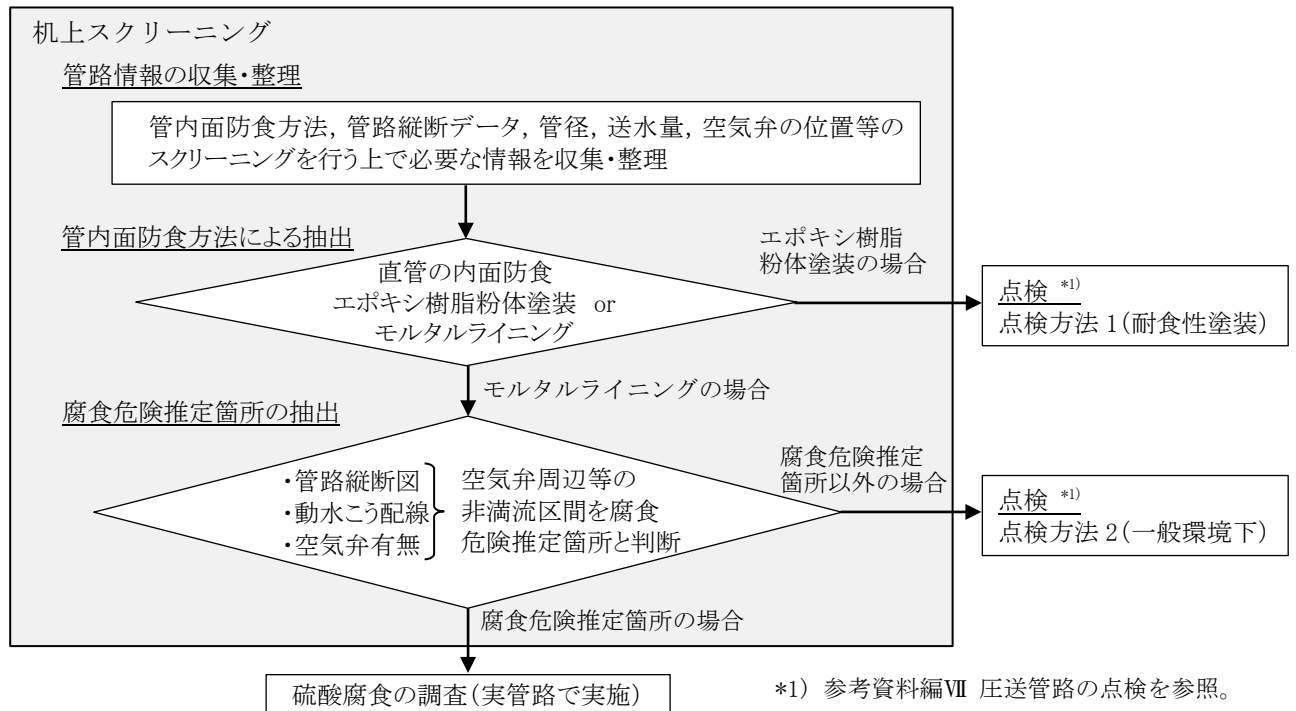 机上スクリーニング
管路情報の収集・整理
管内面防食方法，管路縦断データ，管径，送水量，空気弁の位置等の
スクリーニングを行う上で必要な情報を収集・整理
管内面防食方法による抽出
直管の内面防食
エポキシ樹脂粉体塗装 or
モルタルライニング
エポキシ樹脂
粉体塗装の場合
点検 *1)
点検方法 1(耐食性塗装)
モルタルライニングの場合
腐食危険推定箇所の抽出
・管路縦断図
・動水こう配線
・空気弁有無
空気弁周辺等の
非満流区間を腐食
危険推定箇所と判断
腐食危険推定
箇所以外の場合
点検 *1)
点検方法 2(一般環境下)
腐食危険推定箇所の場合
硫酸腐食の調査(実管路で実施)
*1) 参考資料編Ⅶ 圧送管路の点検を参照。